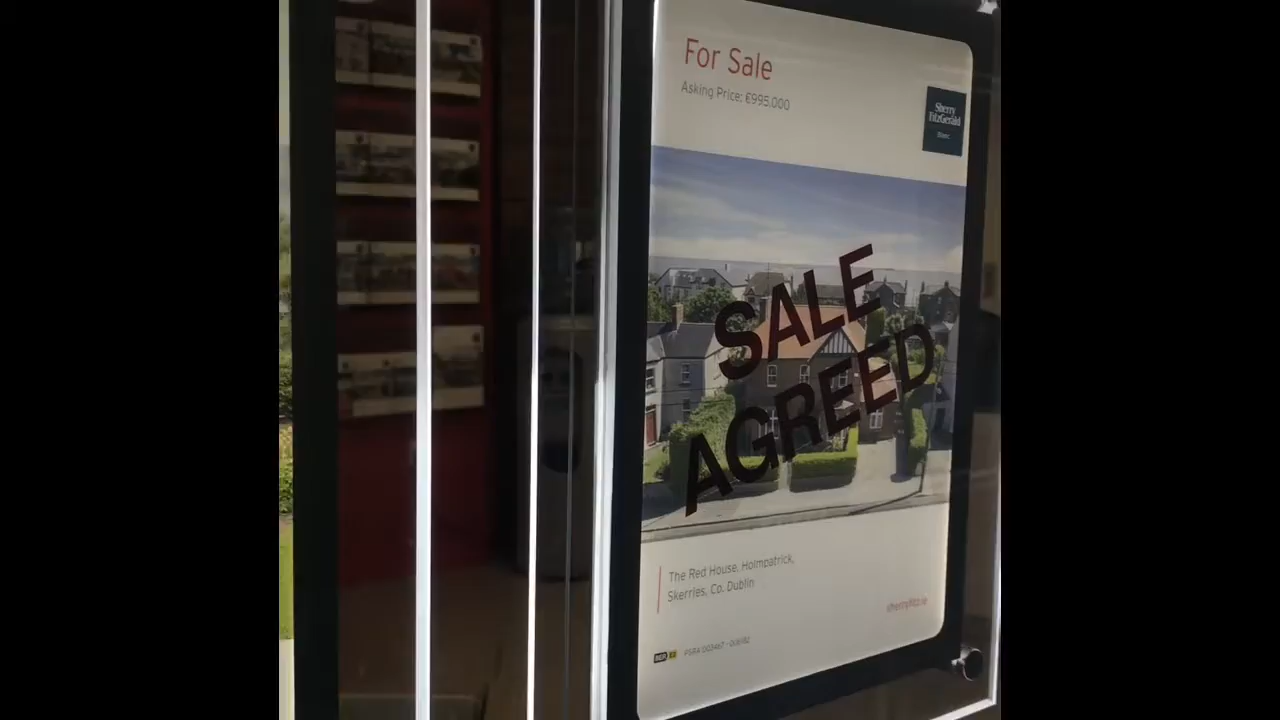 For Sale
Asking Price: €995,000
Sherry
FitzGerald
SALE
AGREED
The Red House, Holmpatrick,
Skerries, Co. Dublin
sherryfitz.ie
BER